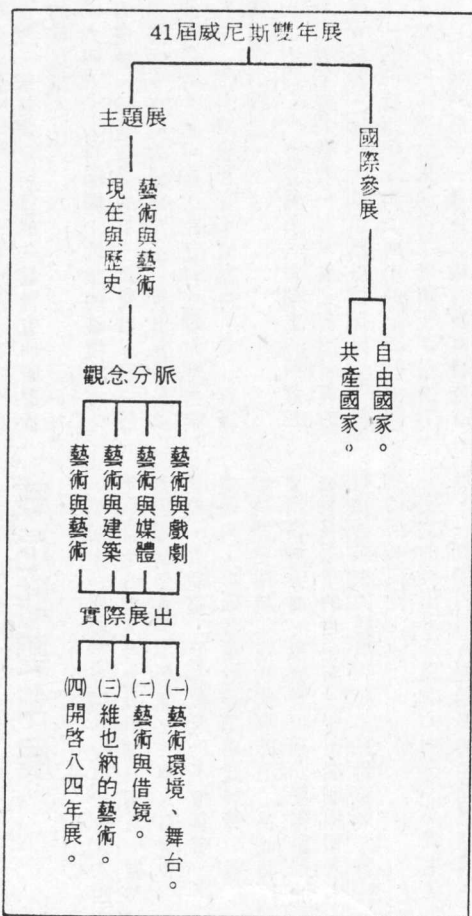 41屆威尼斯雙年展
國際參展
自由國家。
共產國家。
主題展
藝術與藝術
現在與歷史
觀念分脈
藝術與戲劇
藝術與媒體
藝術與建築
藝術與藝術
實際展出
㈠藝術環境、舞台。
㈡藝術與借鏡。
㈢維也納的藝術。
㈣開啓八四年展。